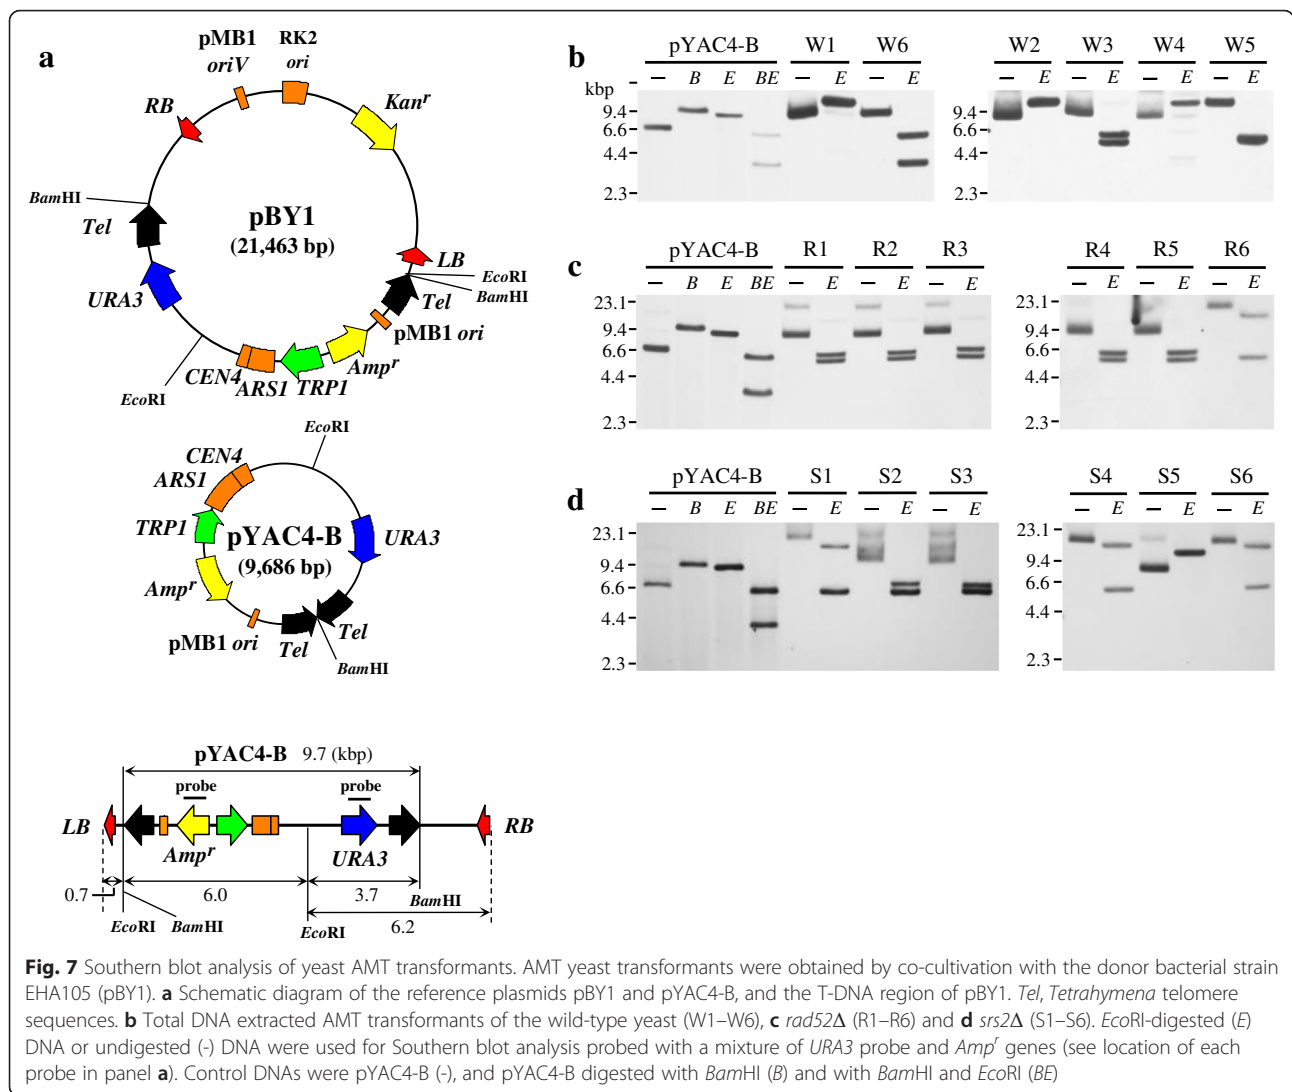 a
pMB1
oriV
RK2
ori
RB
Kanʳ
BamHI
Tel
pBY1
(21,463 bp)
LB
EcoRI
BamHI
Tel
URA3
pMB1 ori
Ampʳ
CEN4
ARS1
TRP1
EcoRI
EcoRI
CEN4
ARS1
TRP1
pYAC4-B
(9,686 bp)
URA3
Ampʳ
pMB1 ori
Tel
Tel
BamHI
pYAC4-B 9.7 (kbp)
probe probe
LB RB
Ampʳ URA3
0.7 6.0 3.7 BamHI
EcoRI BamHI EcoRI 6.2
b
pYAC4-B W1 W6 W2 W3 W4 W5
– B E BE – E – E – E – E – E – E
kbp
9.4 9.4
6.6 6.6
4.4 4.4
2.3 2.3
c
pYAC4-B R1 R2 R3 R4 R5 R6
– B E BE – E – E – E – E – E – E
23.1 23.1
9.4 9.4
6.6 6.6
4.4 4.4
2.3 2.3
d
pYAC4-B S1 S2 S3 S4 S5 S6
– B E BE – E – E – E – E – E – E
23.1 23.1
9.4 9.4
6.6 6.6
4.4 4.4
2.3 2.3
Fig. 7 Southern blot analysis of yeast AMT transformants. AMT yeast transformants were obtained by co-cultivation with the donor bacterial strain
EHA105 (pBY1). a Schematic diagram of the reference plasmids pBY1 and pYAC4-B, and the T-DNA region of pBY1. Tel, Tetrahymena telomere
sequences. b Total DNA extracted AMT transformants of the wild-type yeast (W1–W6), c rad52Δ (R1–R6) and d srs2Δ (S1–S6). EcoRI-digested (E)
DNA or undigested (-) DNA were used for Southern blot analysis probed with a mixture of URA3 probe and Ampʳ genes (see location of each
probe in panel a). Control DNAs were pYAC4-B (-), and pYAC4-B digested with BamHI (B) and with BamHI and EcoRI (BE)